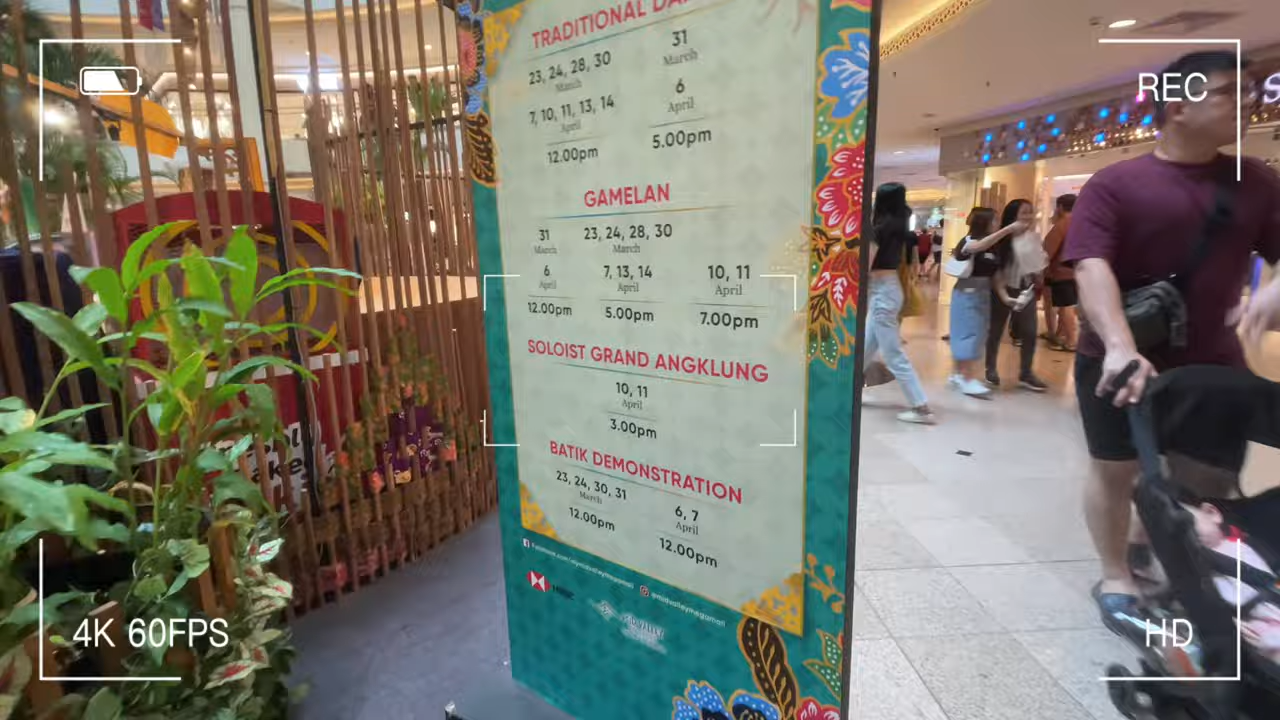 REC
TRADITIONAL
23, 24, 28, 30
March
7, 10, 11, 13, 14
April
12.00pm
31
March
6
April
5.00pm
GAMELAN
31
March
6
April
12.00pm
23, 24, 28, 30
March
7, 13, 14
April
5.00pm
10, 11
April
7.00pm
SOLOIST GRAND ANGKLUNG
10, 11
April
3.00pm
BATIK DEMONSTRATION
23, 24, 30, 31
March
12.00pm
6, 7
April
12.00pm
@midvalleymegamall
HSBC
4K 60FPS
HD